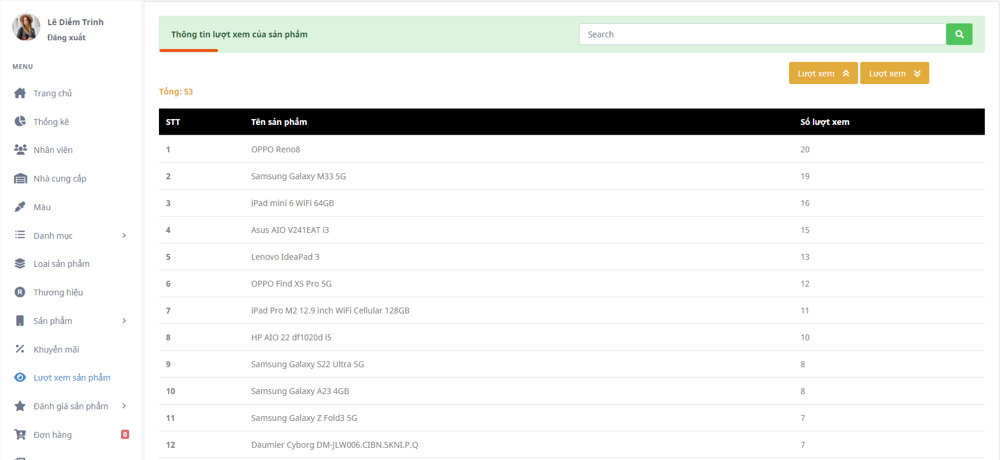 Lê Diễm Trinh
Đăng xuất
MENU
Trang chủ
Thống kê
Nhân viên
Nhà cung cấp
Màu
Danh mục
Loại sản phẩm
Thương hiệu
Sản phẩm
Khuyến mãi
Lượt xem sản phẩm
Đánh giá sản phẩm
Đơn hàng 0
Thông tin lượt xem của sản phẩm
Search
Lượt xem Lượt xem
Tổng: 53
STT Tên sản phẩm Số lượt xem
1 OPPO Reno8 20
2 Samsung Galaxy M33 5G 19
3 iPad mini 6 WiFi 64GB 16
4 Asus AIO V241EAT i3 15
5 Lenovo IdeaPad 3 13
6 OPPO Find X5 Pro 5G 12
7 iPad Pro M2 12.9 inch WiFi Cellular 128GB 11
8 HP AIO 22 df1020d i5 10
9 Samsung Galaxy S22 Ultra 5G 8
10 Samsung Galaxy A23 4GB 8
11 Samsung Galaxy Z Fold3 5G 7
12 Daumier Cyborg DM-JLW006.CIBN.5KNI.P.Q 7